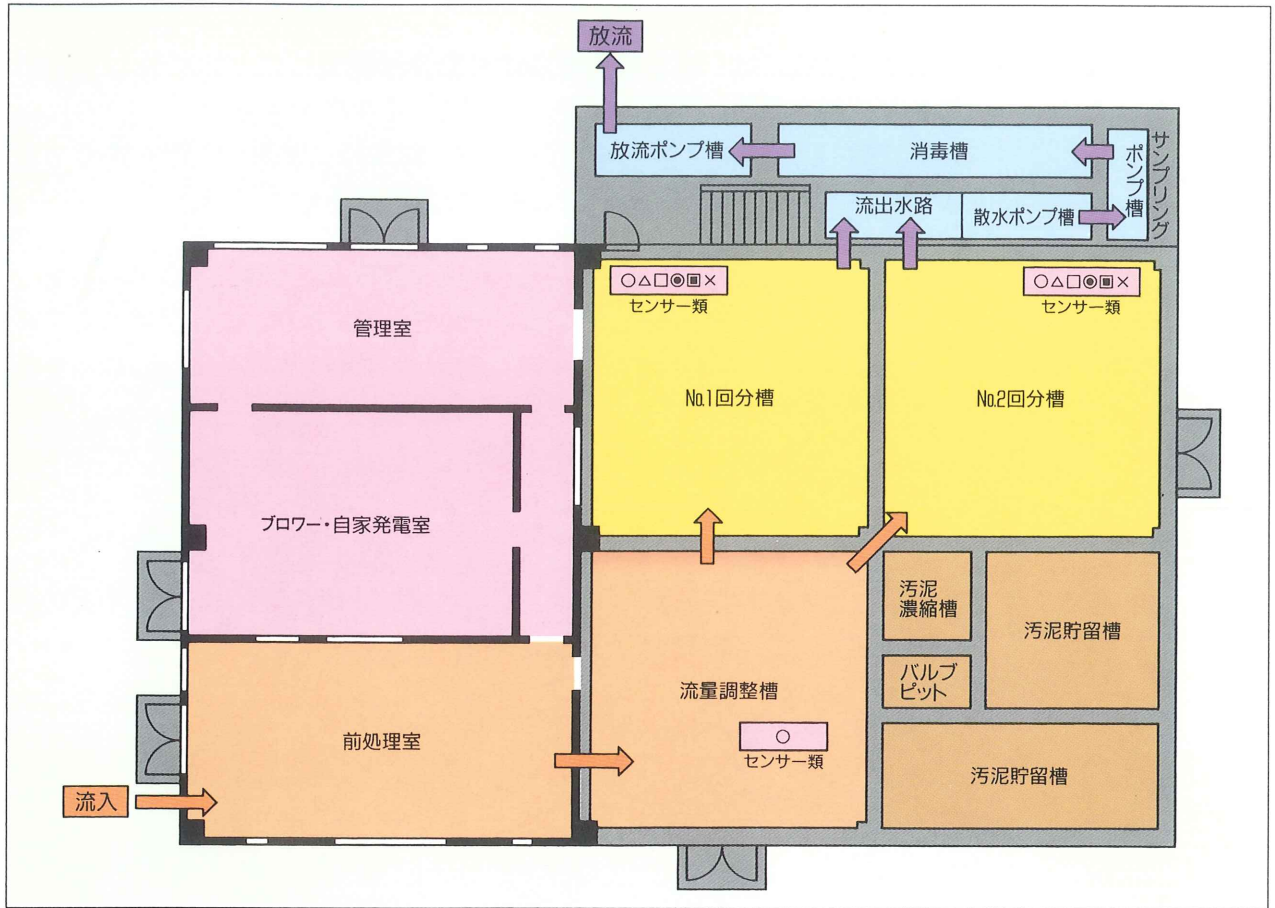 放流
放流ポンプ槽
消毒槽
サンプリング
ポンプ槽
流出水路
散水ポンプ槽
管理室
○△□◉▣×
センサー類
○△□◉▣×
センサー類
No.1回分槽
No.2回分槽
ブロワー・自家発電室
汚泥
濃縮槽
汚泥貯留槽
バルブ
ピット
流量調整槽
前処理室
○
センサー類
汚泥貯留槽
流入